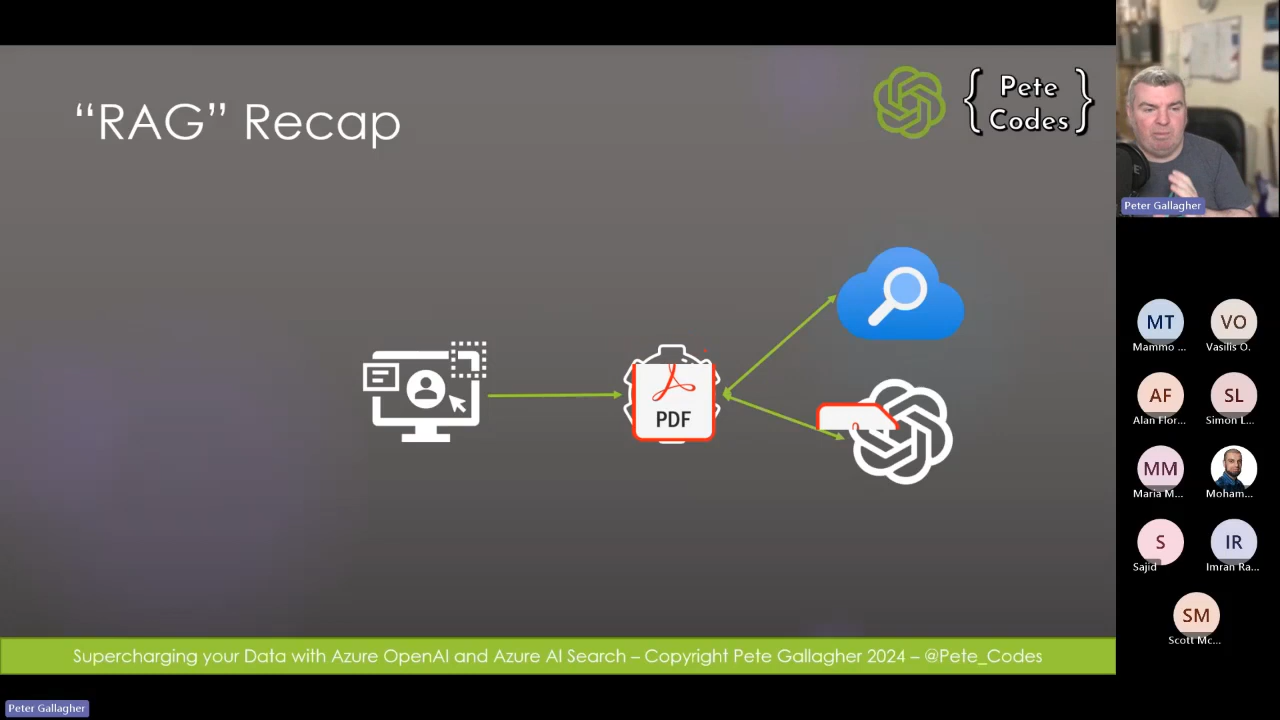 “RAG” Recap
{ Pete Codes }
PDF
Supercharging your Data with Azure OpenAI and Azure AI Search – Copyright Pete Gallagher 2024 – @Pete_Codes
Peter Gallagher
MT
Mammo ...
VO
Vasilis O.
AF
Alan Flor...
SL
Simon L...
MM
Maria M...
Moham...
S
Sajid
IR
Imran Ra...
SM
Scott Mc...
Peter Gallagher